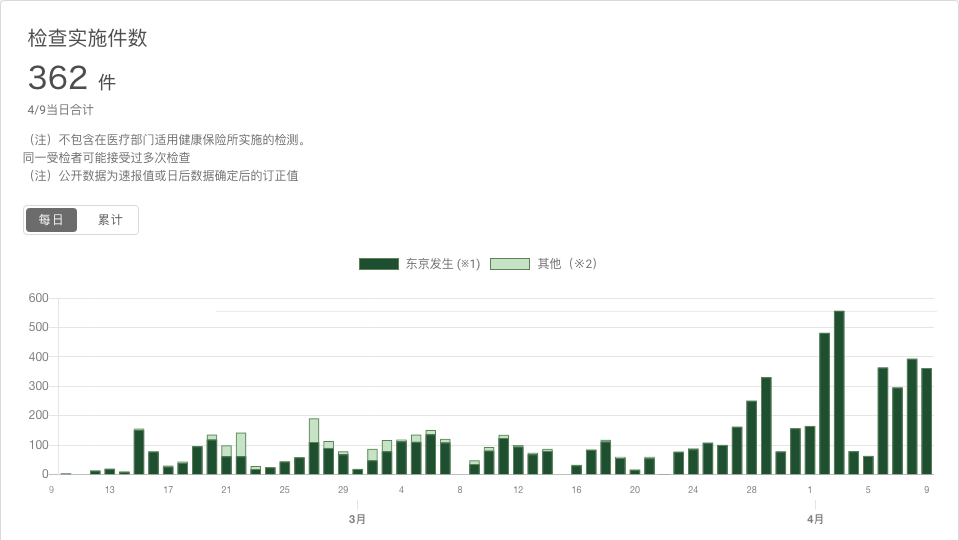 检查实施件数
362 件
4/9当日合计
（注）不包含在医疗部门适用健康保险所实施的检测。
同一受检者可能接受过多次检查
（注）公开数据为速报值或日后数据确定后的订正值
每日 累计
东京发生 (※1) 其他（※2）
600
500
400
300
200
100
0
9 13 17 21 25 29 4 8 12 16 20 24 28 1 5 9
3月 4月